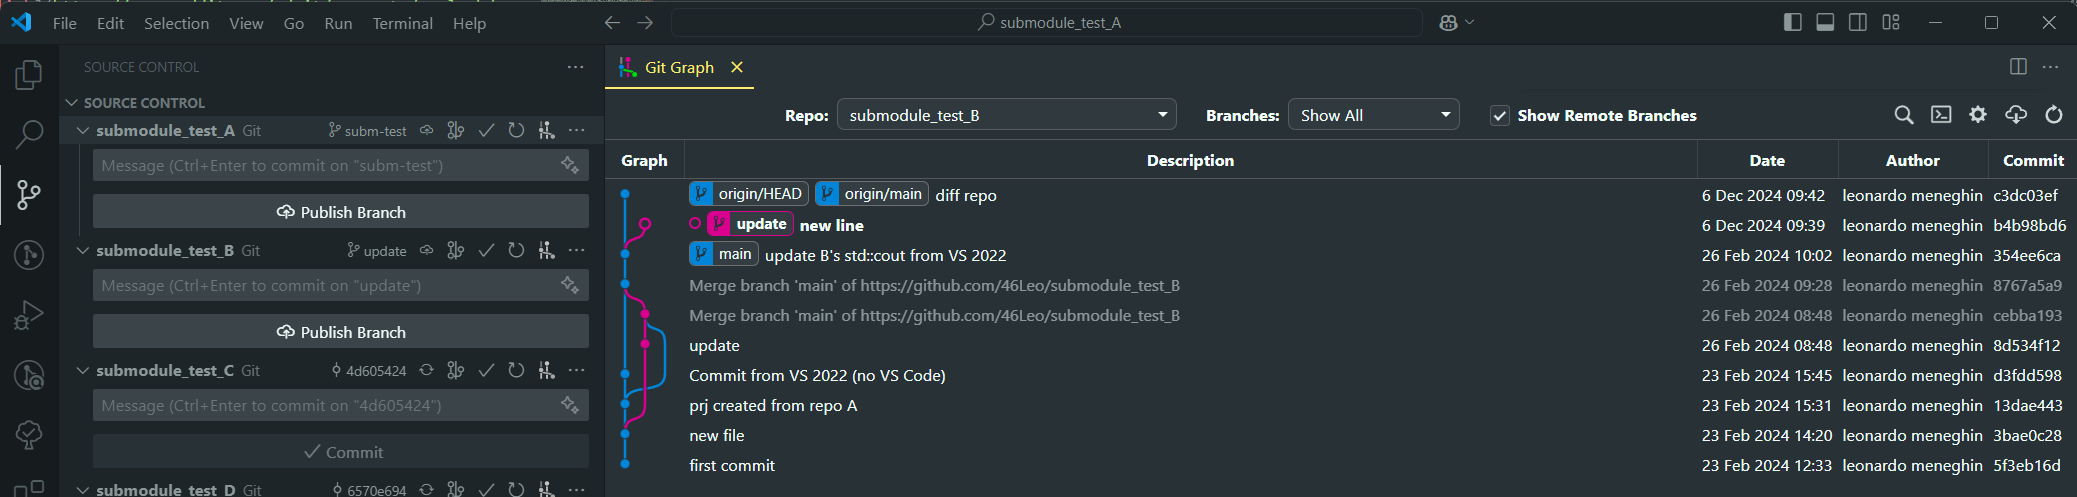 File Edit Selection View Go Run Terminal Help submodule_test_A
SOURCE CONTROL
SOURCE CONTROL
submodule_test_A Git subm-test
Message (Ctrl+Enter to commit on "subm-test")
Publish Branch
submodule_test_B Git update
Message (Ctrl+Enter to commit on "update")
Publish Branch
submodule_test_C Git 4d605424
Message (Ctrl+Enter to commit on "4d605424")
Commit
submodule_test_D Git 6570e694
Git Graph
Repo: submodule_test_B Branches: Show All Show Remote Branches
Graph Description Date Author Commit
origin/HEAD origin/main diff repo 6 Dec 2024 09:42 leonardo meneghin c3dc03ef
update new line 6 Dec 2024 09:39 leonardo meneghin b4b98bd6
main update B's std::cout from VS 2022 26 Feb 2024 10:02 leonardo meneghin 354ee6ca
Merge branch 'main' of https://github.com/46Leo/submodule_test_B 26 Feb 2024 09:28 leonardo meneghin 8767a5a9
Merge branch 'main' of https://github.com/46Leo/submodule_test_B 26 Feb 2024 08:48 leonardo meneghin cebba193
update 26 Feb 2024 08:48 leonardo meneghin 8d534f12
Commit from VS 2022 (no VS Code) 23 Feb 2024 15:45 leonardo meneghin d3fdd598
prj created from repo A 23 Feb 2024 15:31 leonardo meneghin 13dae443
new file 23 Feb 2024 14:20 leonardo meneghin 3bae0c28
first commit 23 Feb 2024 12:33 leonardo meneghin 5f3eb16d